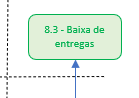 8.3 - Baixa de
entregas